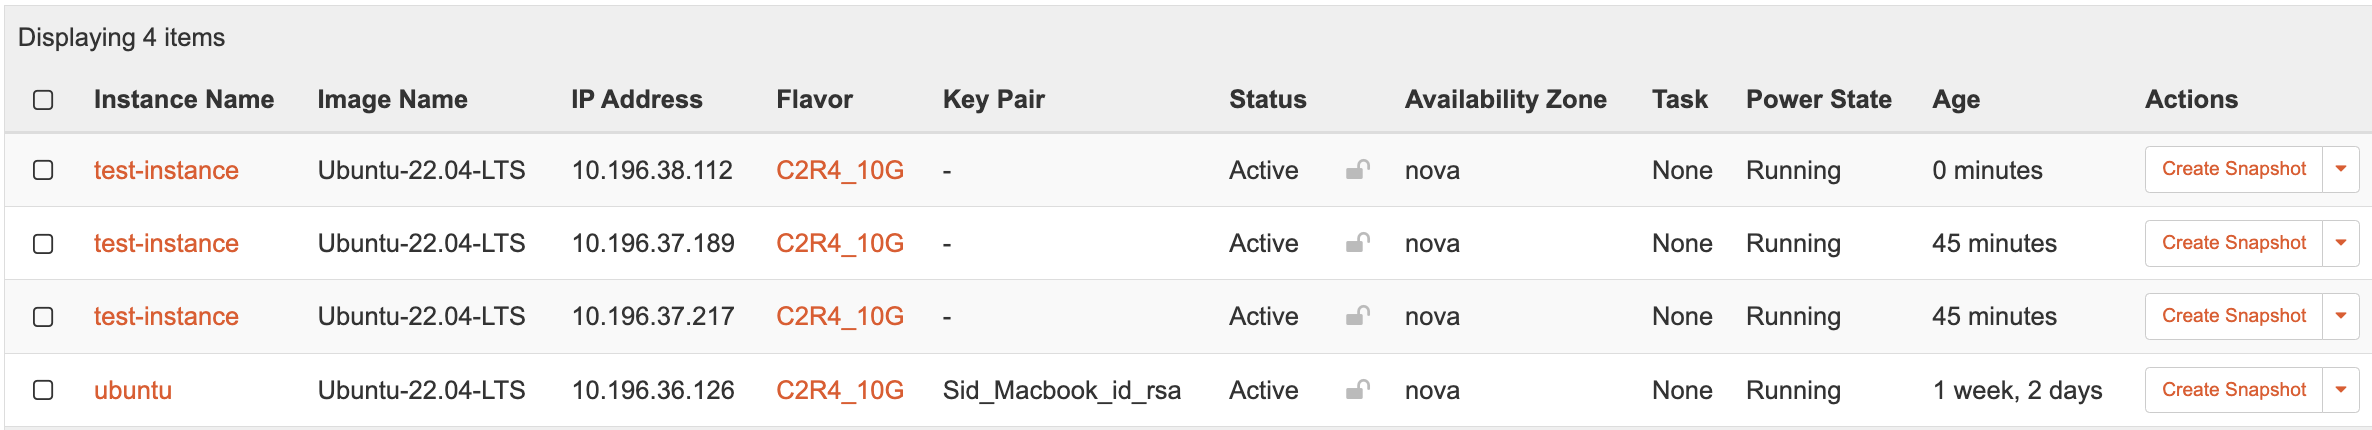 Displaying 4 items
Instance Name Image Name IP Address Flavor Key Pair Status Availability Zone Task Power State Age Actions
test-instance Ubuntu-22.04-LTS 10.196.38.112 C2R4_10G - Active nova None Running 0 minutes Create Snapshot
test-instance Ubuntu-22.04-LTS 10.196.37.189 C2R4_10G - Active nova None Running 45 minutes Create Snapshot
test-instance Ubuntu-22.04-LTS 10.196.37.217 C2R4_10G - Active nova None Running 45 minutes Create Snapshot
ubuntu Ubuntu-22.04-LTS 10.196.36.126 C2R4_10G Sid_Macbook_id_rsa Active nova None Running 1 week, 2 days Create Snapshot